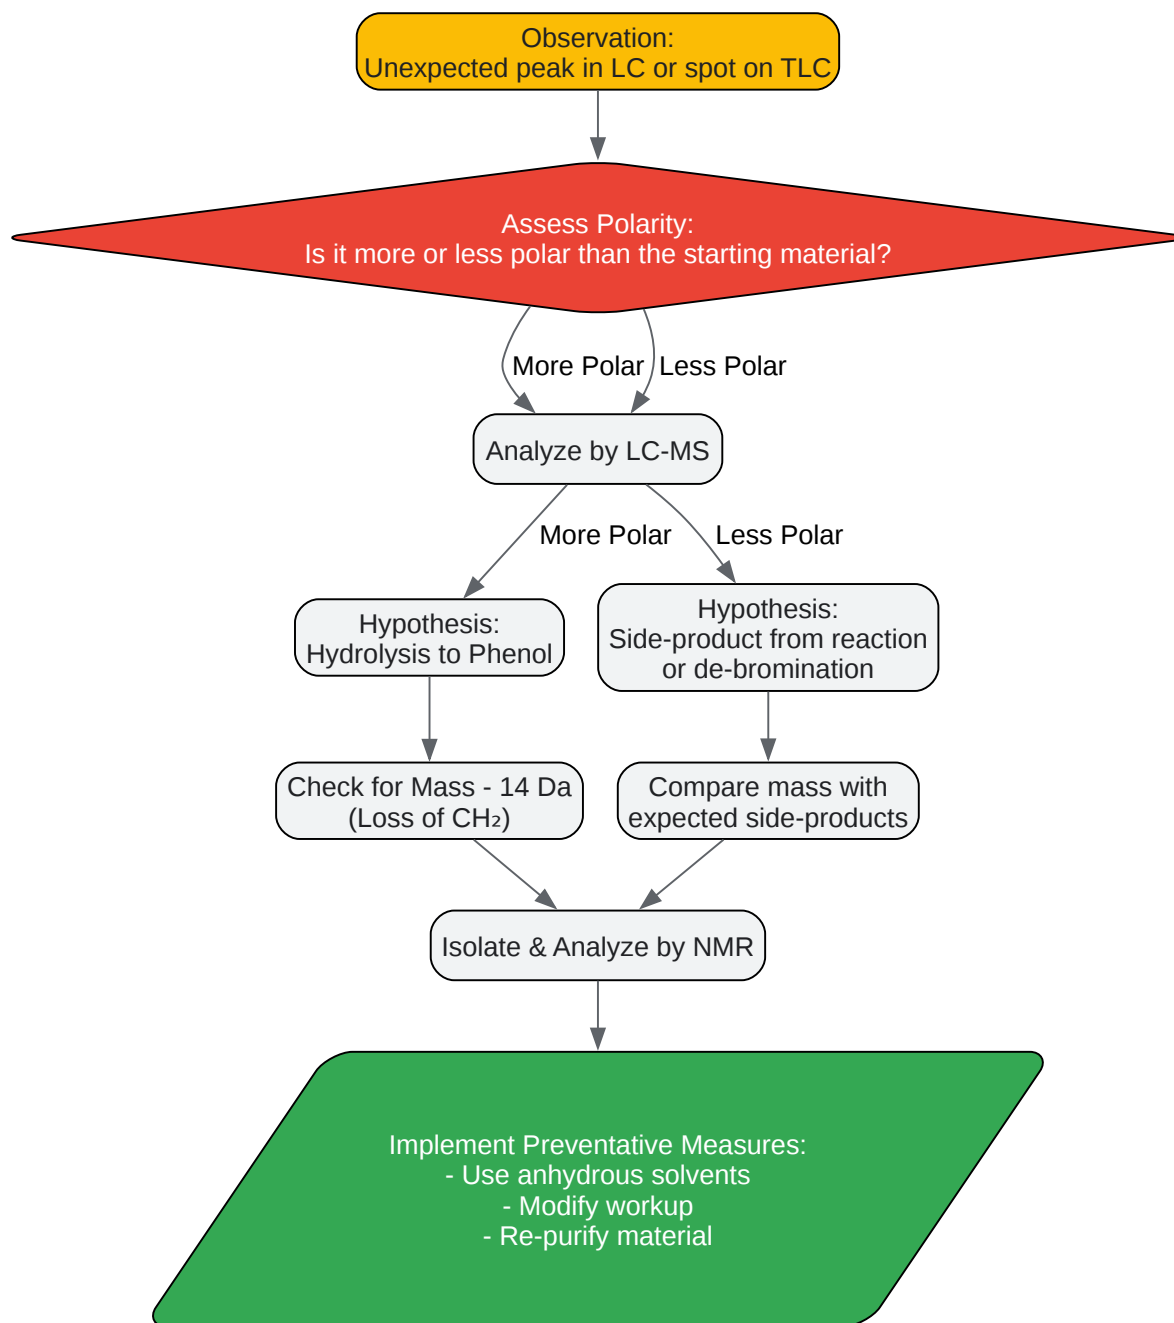 Observation:
Unexpected peak in LC or spot on TLC
Assess Polarity:
Is it more or less polar than the starting material?
More Polar
Less Polar
Analyze by LC-MS
More Polar
Less Polar
Hypothesis:
Hydrolysis to Phenol
Hypothesis:
Side-product from reaction
or de-bromination
Check for Mass - 14 Da
(Loss of CH₂)
Compare mass with
expected side-products
Isolate & Analyze by NMR
Implement Preventative Measures:
- Use anhydrous solvents
- Modify workup
- Re-purify material